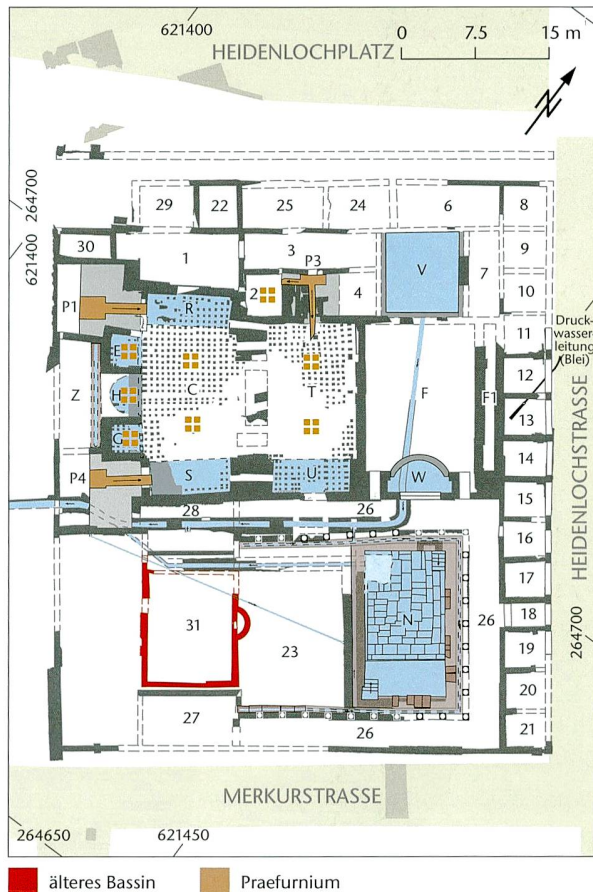 621400
HEIDENLOCHPLATZ
0 7.5 15 m
N
264700
621400
29 22 25 24 6 8
30 1 3 7 9
P3 V
P1 R 2 4 10
Druck-
wasser-
leitung
(Blei)
11
E 12
Z H C T F F1 13
G
P4 S U W 14
28 26 15
16
HEIDENLOCHSTRASSE
17
31 N 26 18
264700
23 19
20
27 26 21
MERKURSTRASSE
264650 621450
älteres Bassin Praefurnium